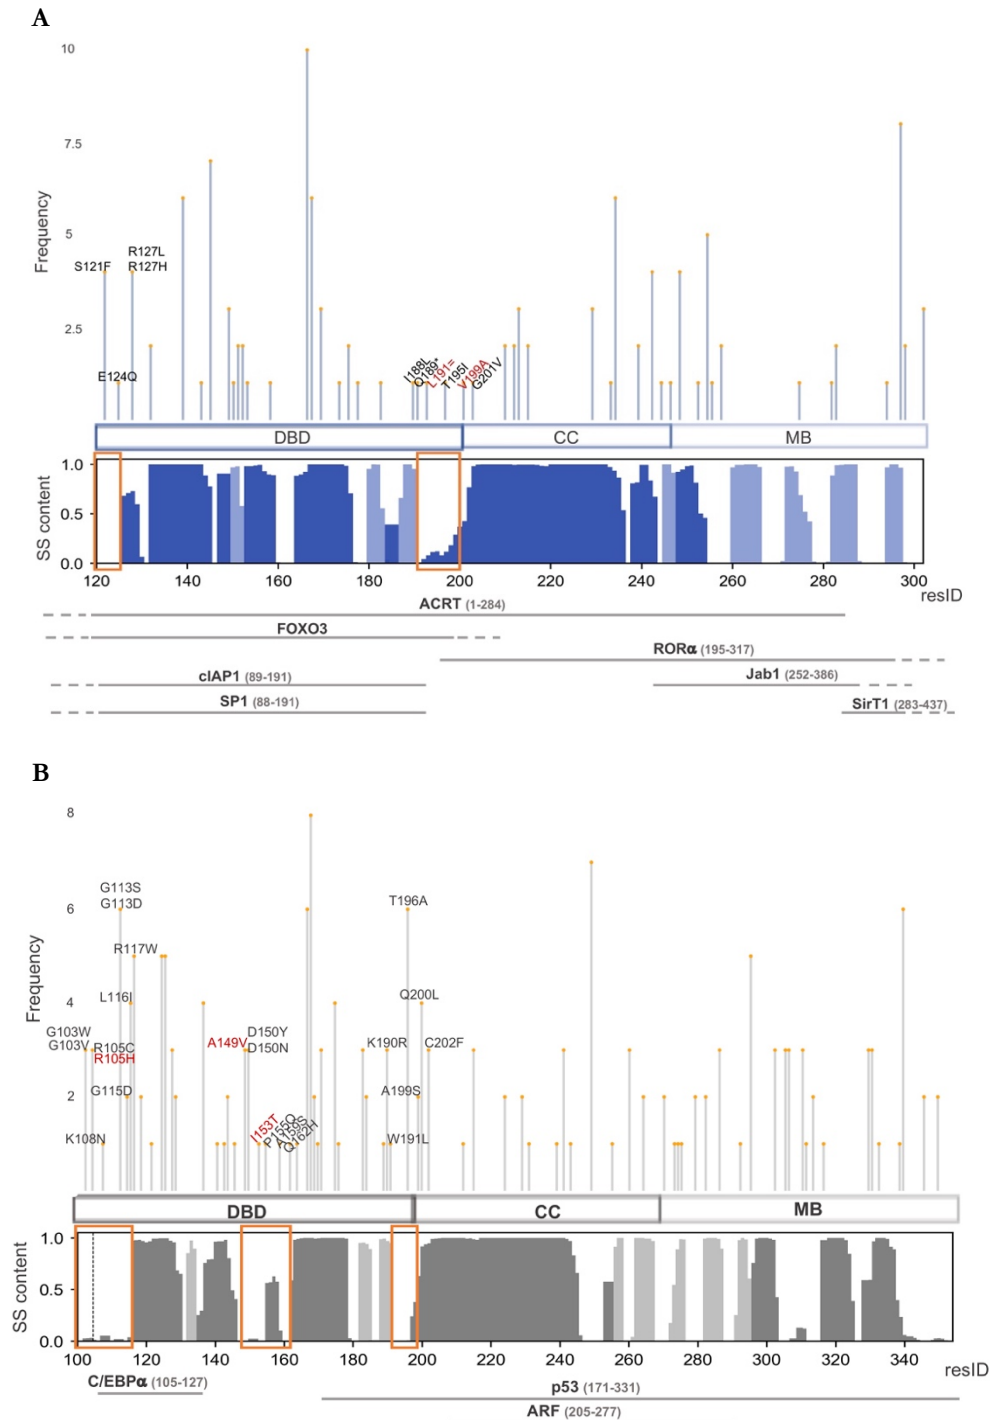 A
10
7.5
5
2.5
Frequency
S121F
R127L
R127H
E124Q
I188L
Q189*
L191=
T195I
V199A
G201V
DBD CC MB
SS content
1.0
0.5
0.0
120 140 160 180 200 220 240 260 280 300
resID
ACRT (1-284)
FOXO3
RORα (195-317)
cIAP1 (89-191)
Jab1 (252-386)
SP1 (88-191)
SirT1 (283-437)
B
8
6
4
2
Frequency
G113S
G113D
T196A
R117W
L116I
Q200L
G103W
G103V
R105C
R105H
A149V
D150Y
D150N
K190R
C202F
G115D
A199S
K108N
I153T
P155Q
A159S
Q162H
W191L
DBD CC MB
SS content
1.0
0.5
0.0
100 120 140 160 180 200 220 240 260 280 300 320 340
resID
C/EBPα (105-127)
p53 (171-331)
ARF (205-277)